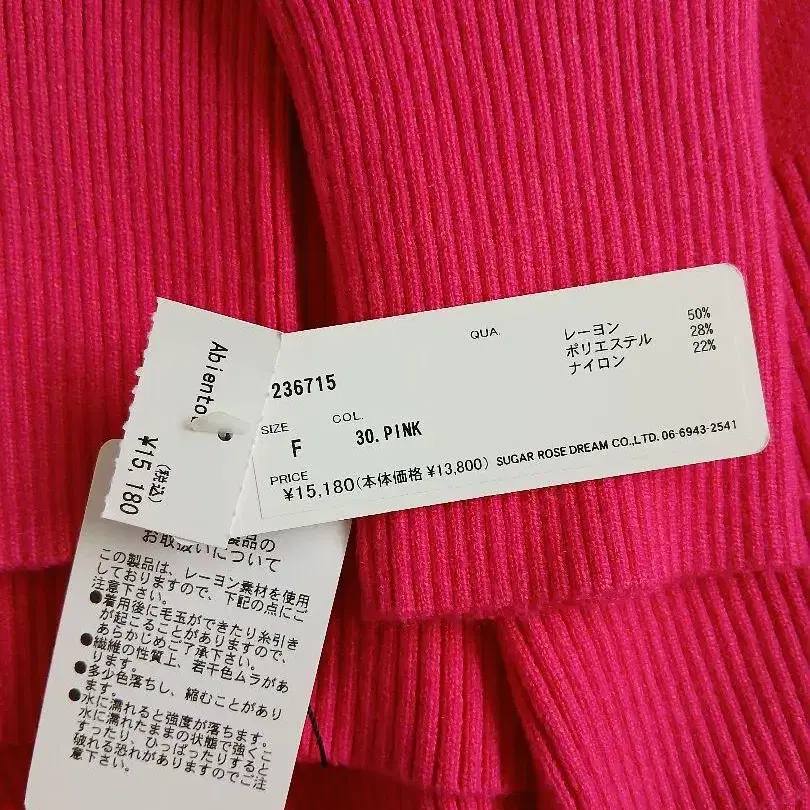 Abiento
¥15,180
(税込)
236715
QUA.
レーヨン 50%
ポリエステル 28%
ナイロン 22%
SIZE
F
COL.
30. PINK
PRICE
¥15,180(本体価格 ¥13,800)
SUGAR ROSE DREAM CO.,LTD. 06-6943-2541
製品の
お取扱いについて
この製品は、レーヨン素材を使用
しておりますので、下記の点にご
注意下さい。
●着用後に毛玉ができたり糸引き
が起こることがありますので、
あらかじめご了承下さい。
●繊維の性質上、若干色ムラがあ
ります。
●多少色落ちし、縮むことがあり
ます。
●水に濡れると強度が落ちます。
水に濡れたままの状態で強くこ
すったり、ひっぱったりすると
破れる恐れがありますのでご注
意下さい。